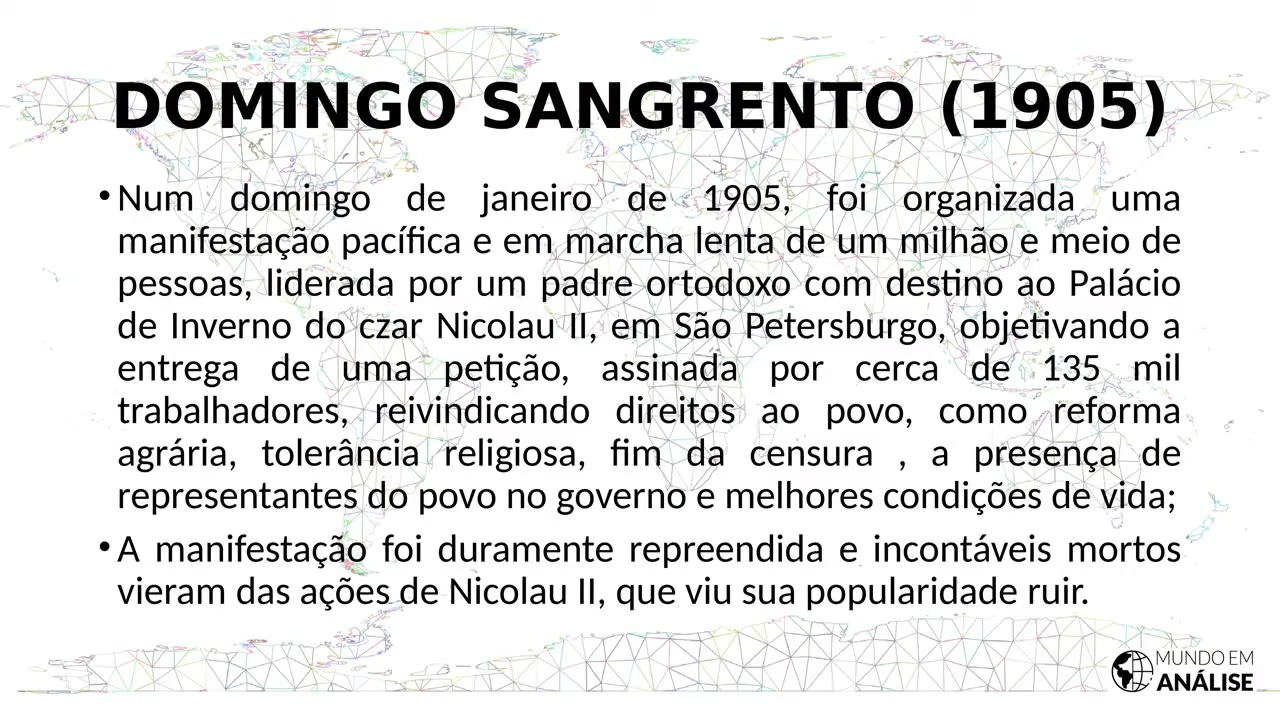 DOMINGO SANGRENTO (1905)
• Num domingo de janeiro de 1905, foi organizada uma
manifestação pacífica e em marcha lenta de um milhão e meio de
pessoas, liderada por um padre ortodoxo com destino ao Palácio
de Inverno do czar Nicolau II, em São Petersburgo, objetivando a
entrega de uma petição, assinada por cerca de 135 mil
trabalhadores, reivindicando direitos ao povo, como reforma
agrária, tolerância religiosa, fim da censura , a presença de
representantes do povo no governo e melhores condições de vida;
• A manifestação foi duramente repreendida e incontáveis mortos
vieram das ações de Nicolau II, que viu sua popularidade ruir.
MUNDO EM
ANÁLISE